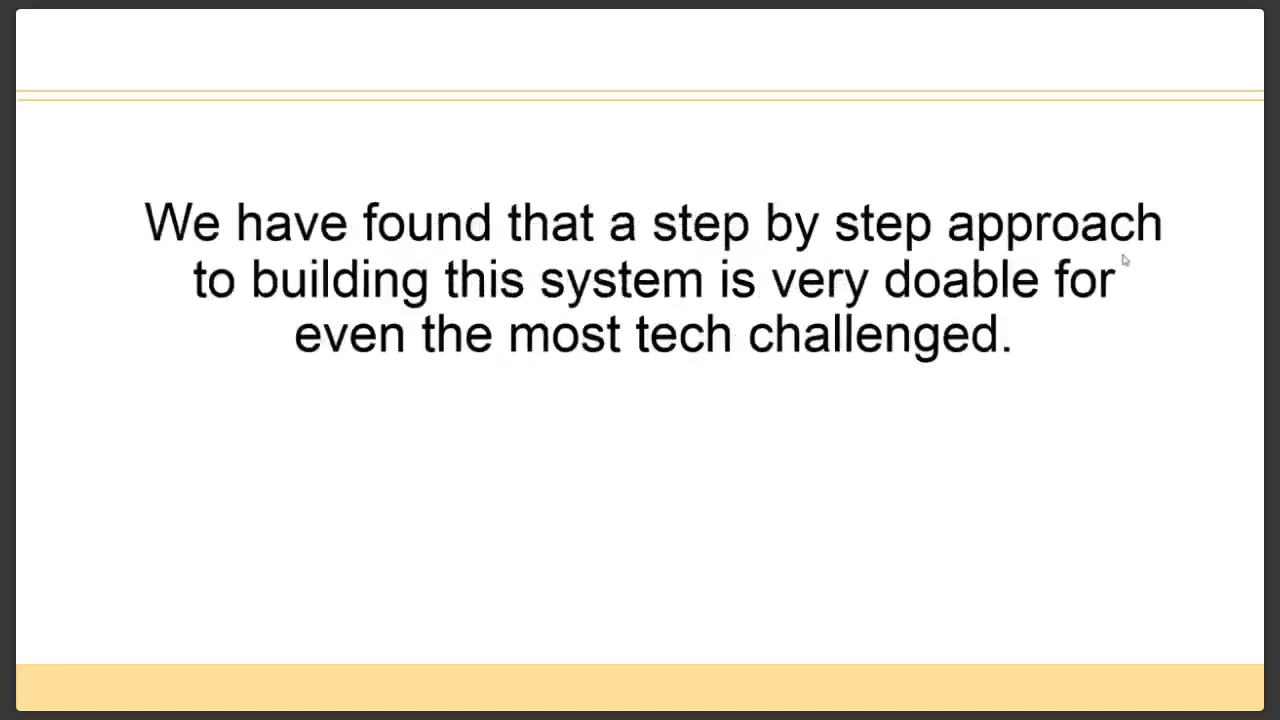 We have found that a step by step approach
to building this system is very doable for
even the most tech challenged.